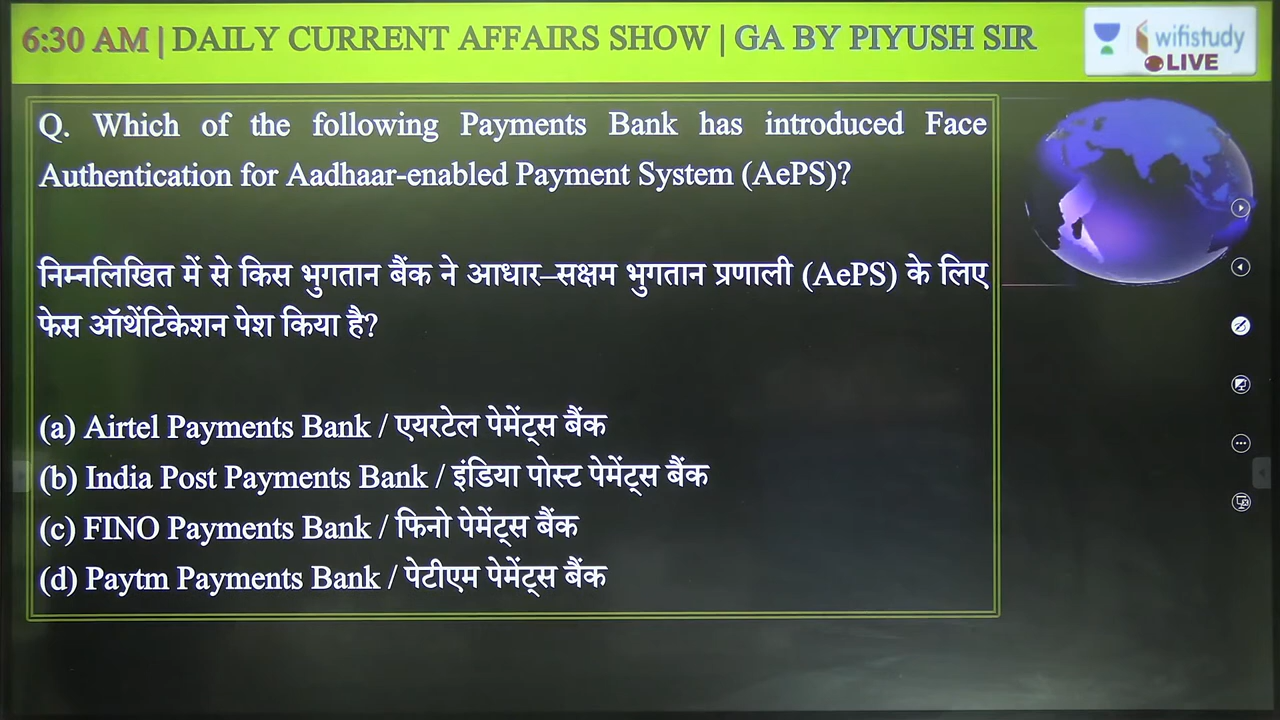 6:30 AM | DAILY CURRENT AFFAIRS SHOW | GA BY PIYUSH SIR
wifistudy
LIVE
Q. Which of the following Payments Bank has introduced Face
Authentication for Aadhaar-enabled Payment System (AePS)?
निम्नलिखित में से किस भुगतान बैंक ने आधार–सक्षम भुगतान प्रणाली (AePS) के लिए
फेस ऑथेंटिकेशन पेश किया है?
(a) Airtel Payments Bank / एयरटेल पेमेंट्स बैंक
(b) India Post Payments Bank / इंडिया पोस्ट पेमेंट्स बैंक
(c) FINO Payments Bank / फिनो पेमेंट्स बैंक
(d) Paytm Payments Bank / पेटीएम पेमेंट्स बैंक